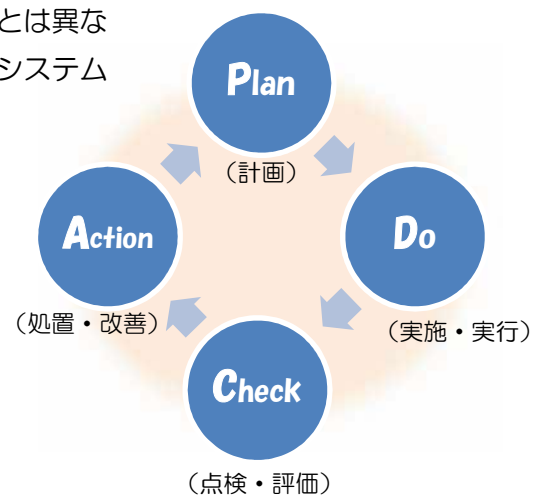 とは異な
システム
Plan
（計画）
Do
（実施・実行）
Check
（点検・評価）
Action
（処置・改善）